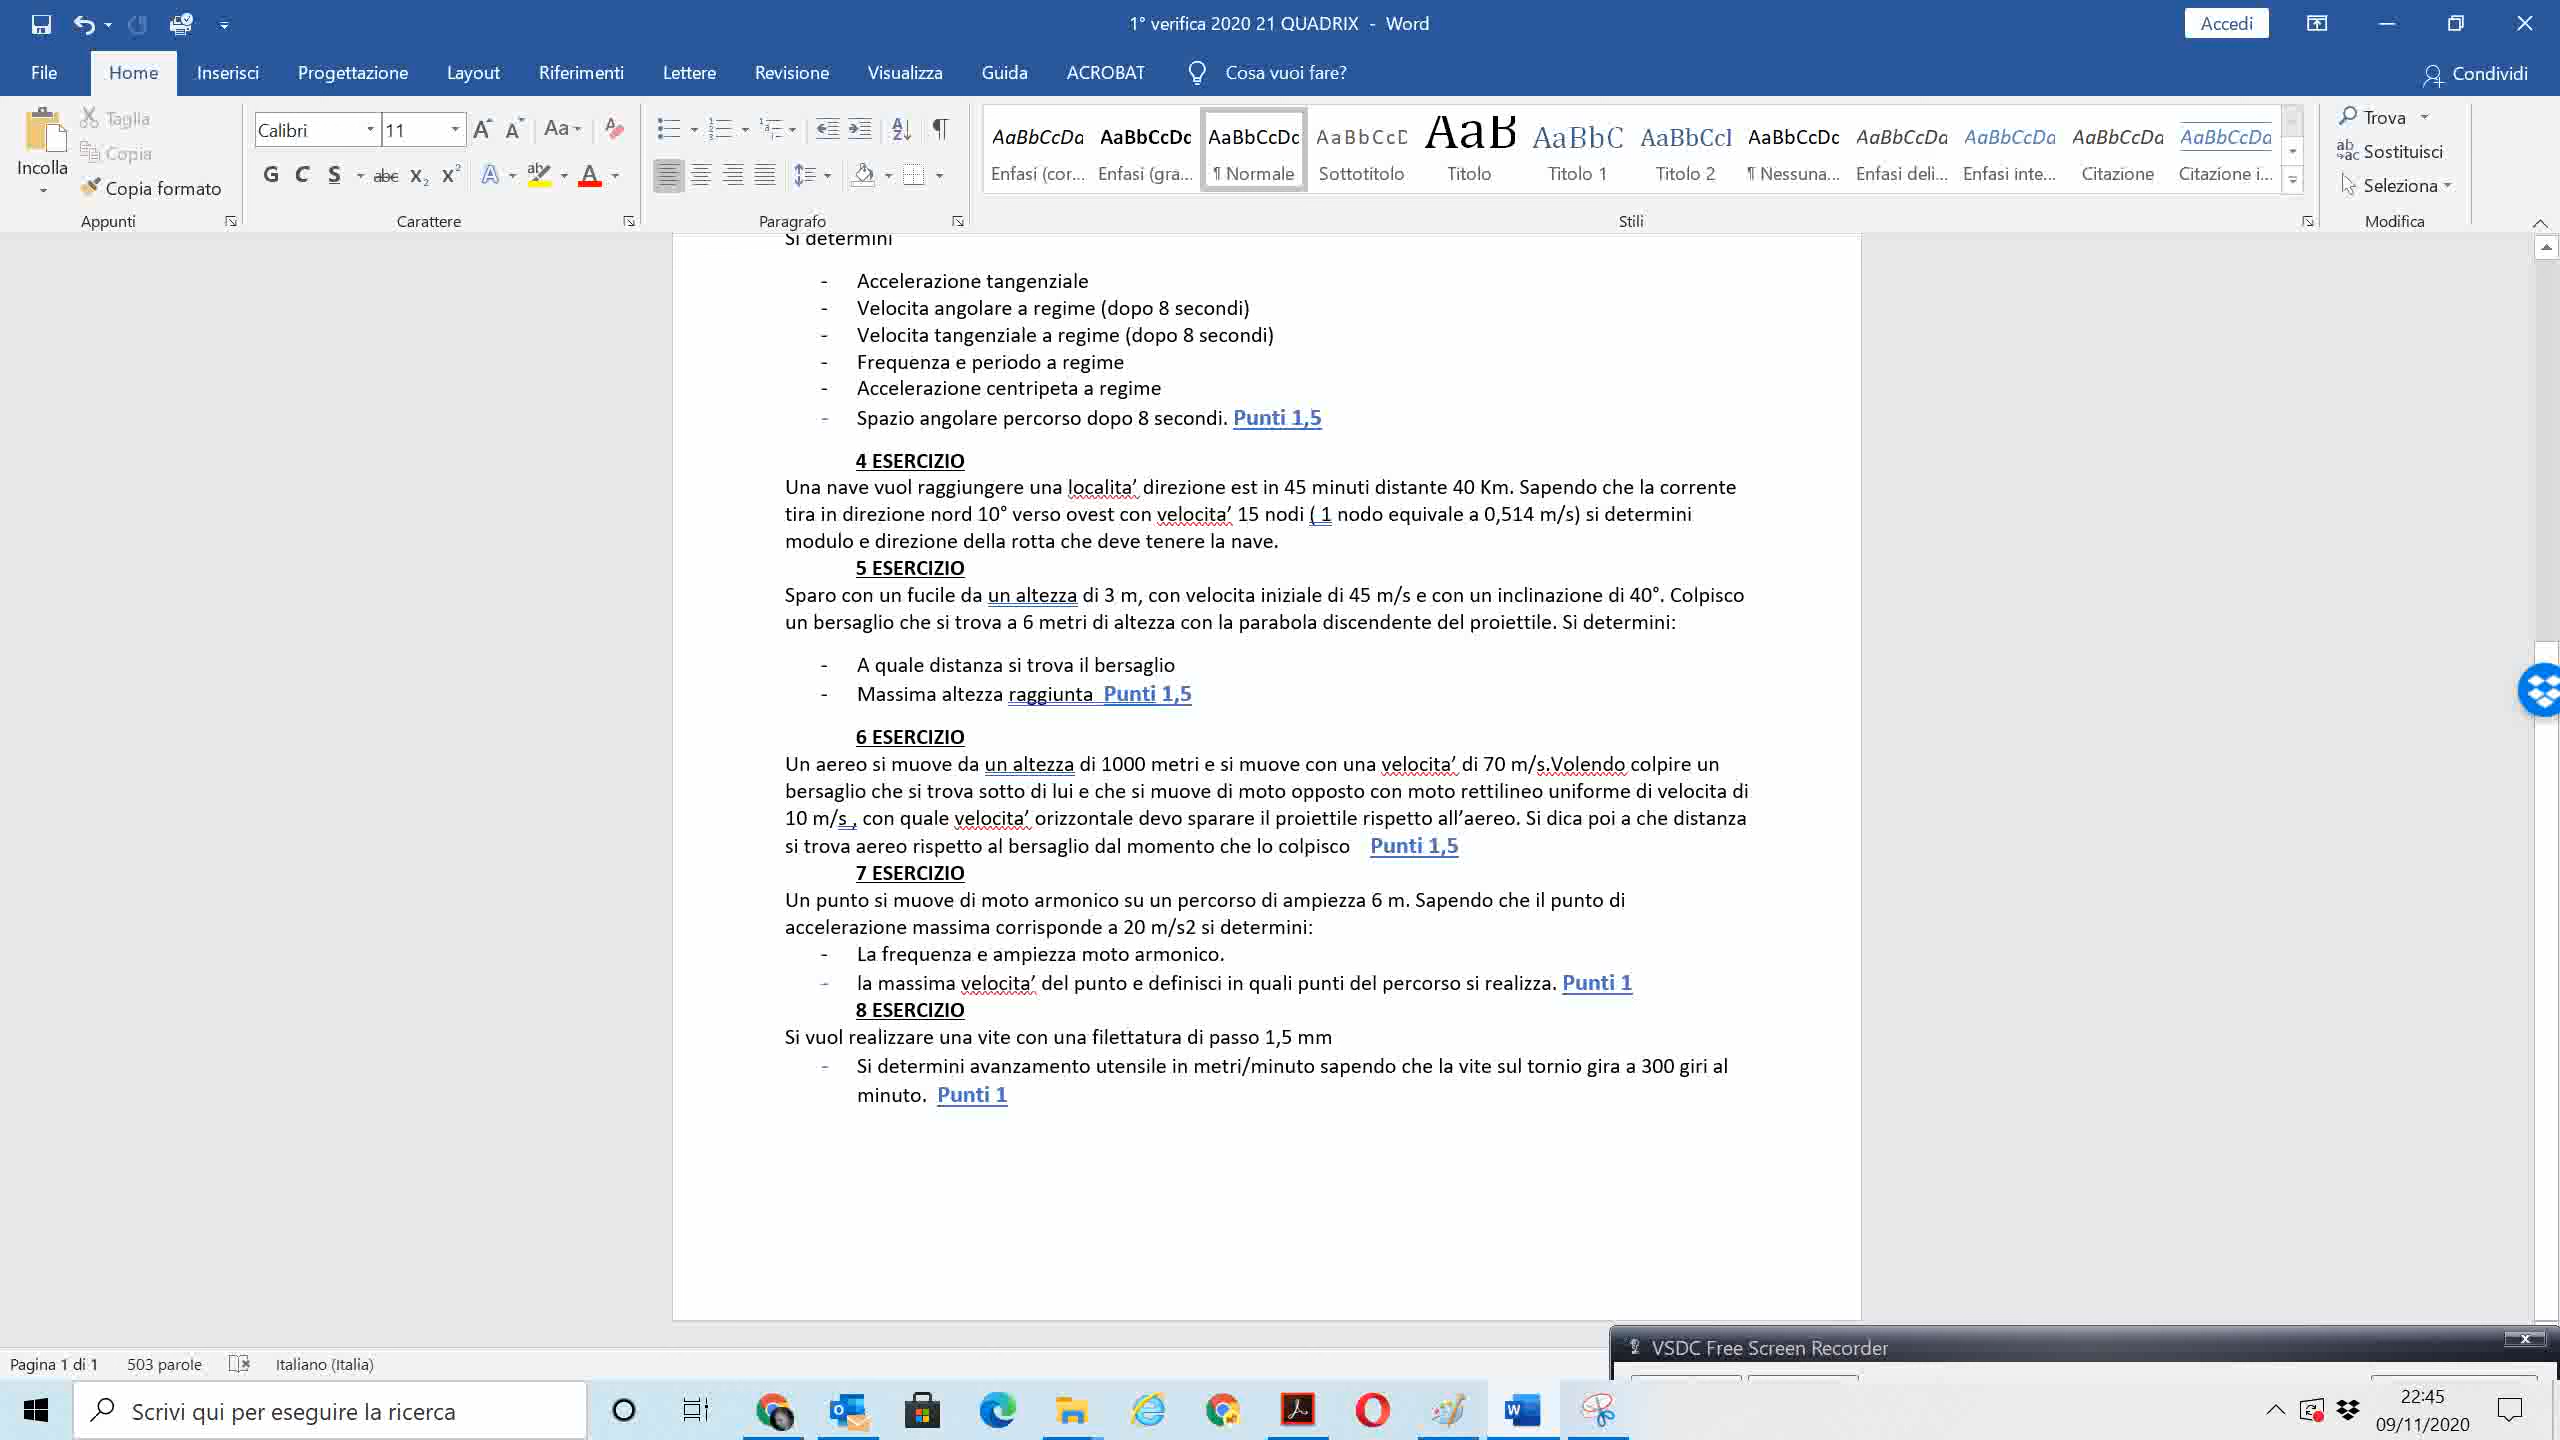 1° verifica 2020 21 QUADRIX - Word
Accedi
File Home Inserisci Progettazione Layout Riferimenti Lettere Revisione Visualizza Guida ACROBAT Cosa vuoi fare? Condividi
Incolla
Taglia
Copia
Copia formato
Appunti
Calibri 11
Carattere
Paragrafo
AaBbCcDd AaBbCcDc AaBbCcDc AaBbCcD AaB AaBbC AaBbCcI AaBbCcDc AaBbCcDd AaBbCcDd AaBbCcDd AaBbCcDd
Enfasi (cor... Enfasi (gra... ¶ Normale Sottotitolo Titolo Titolo 1 Titolo 2 ¶ Nessuna... Enfasi deli... Enfasi inte... Citazione Citazione i...
Stili
Trova
Sostituisci
Seleziona
Modifica
Si determini
- Accelerazione tangenziale
- Velocita angolare a regime (dopo 8 secondi)
- Velocita tangenziale a regime (dopo 8 secondi)
- Frequenza e periodo a regime
- Accelerazione centripeta a regime
- Spazio angolare percorso dopo 8 secondi. Punti 1,5
4 ESERCIZIO
Una nave vuol raggiungere una localita’ direzione est in 45 minuti distante 40 Km. Sapendo che la corrente
tira in direzione nord 10° verso ovest con velocita’ 15 nodi ( 1 nodo equivale a 0,514 m/s) si determini
modulo e direzione della rotta che deve tenere la nave.
5 ESERCIZIO
Sparo con un fucile da un altezza di 3 m, con velocita iniziale di 45 m/s e con un inclinazione di 40°. Colpisco
un bersaglio che si trova a 6 metri di altezza con la parabola discendente del proiettile. Si determini:
- A quale distanza si trova il bersaglio
- Massima altezza raggiunta Punti 1,5
6 ESERCIZIO
Un aereo si muove da un altezza di 1000 metri e si muove con una velocita’ di 70 m/s.Volendo colpire un
bersaglio che si trova sotto di lui e che si muove di moto opposto con moto rettilineo uniforme di velocita di
10 m/s , con quale velocita’ orizzontale devo sparare il proiettile rispetto all’aereo. Si dica poi a che distanza
si trova aereo rispetto al bersaglio dal momento che lo colpisco Punti 1,5
7 ESERCIZIO
Un punto si muove di moto armonico su un percorso di ampiezza 6 m. Sapendo che il punto di
accelerazione massima corrisponde a 20 m/s2 si determini:
- La frequenza e ampiezza moto armonico.
- la massima velocita’ del punto e definisci in quali punti del percorso si realizza. Punti 1
8 ESERCIZIO
Si vuol realizzare una vite con una filettatura di passo 1,5 mm
- Si determini avanzamento utensile in metri/minuto sapendo che la vite sul tornio gira a 300 giri al
minuto. Punti 1
Pagina 1 di 1 503 parole Italiano (Italia)
VSDC Free Screen Recorder
Scrivi qui per eseguire la ricerca
22:45
09/11/2020